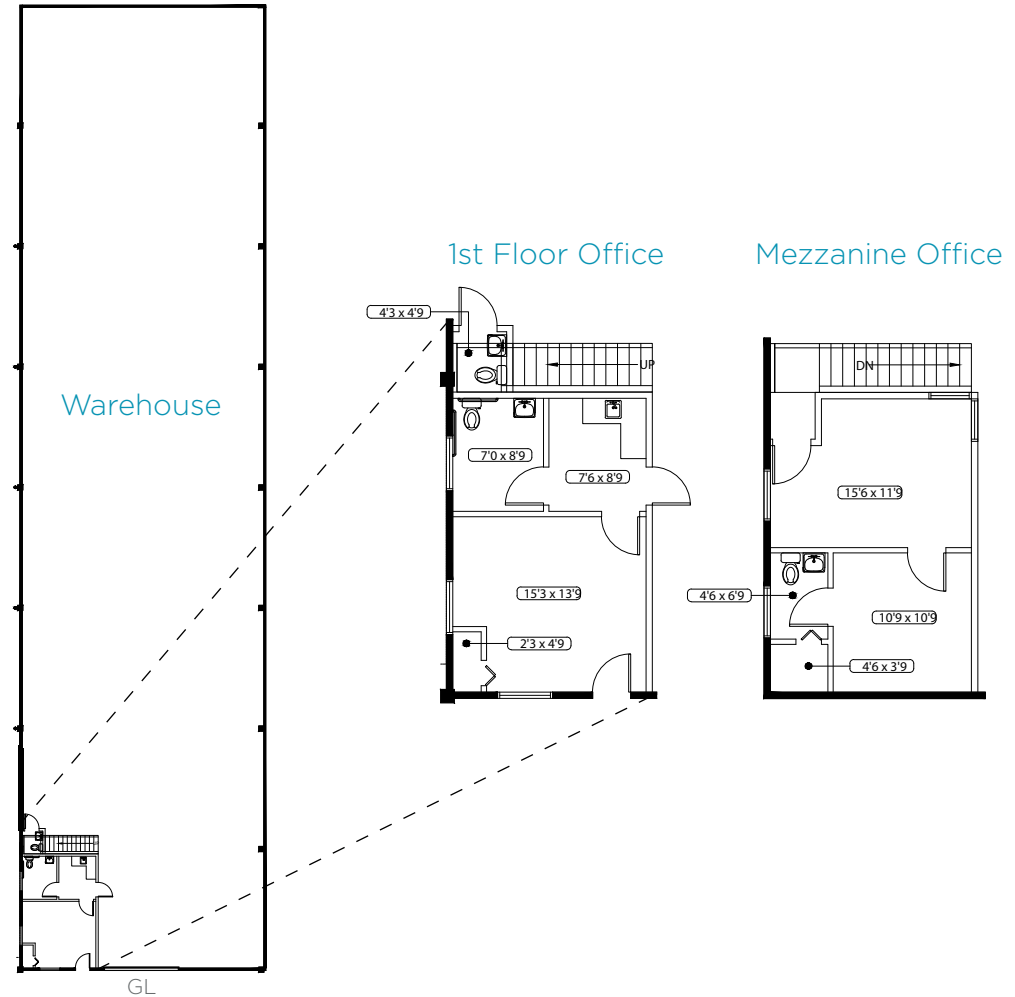 1st Floor Office
Mezzanine Office
4'3 x 4'9
UP
DN
Warehouse
7'0 x 8'9
7'6 x 8'9
15'6 x 11'9
15'3 x 13'9
4'6 x 6'9
10'9 x 10'9
2'3 x 4'9
4'6 x 3'9
GL